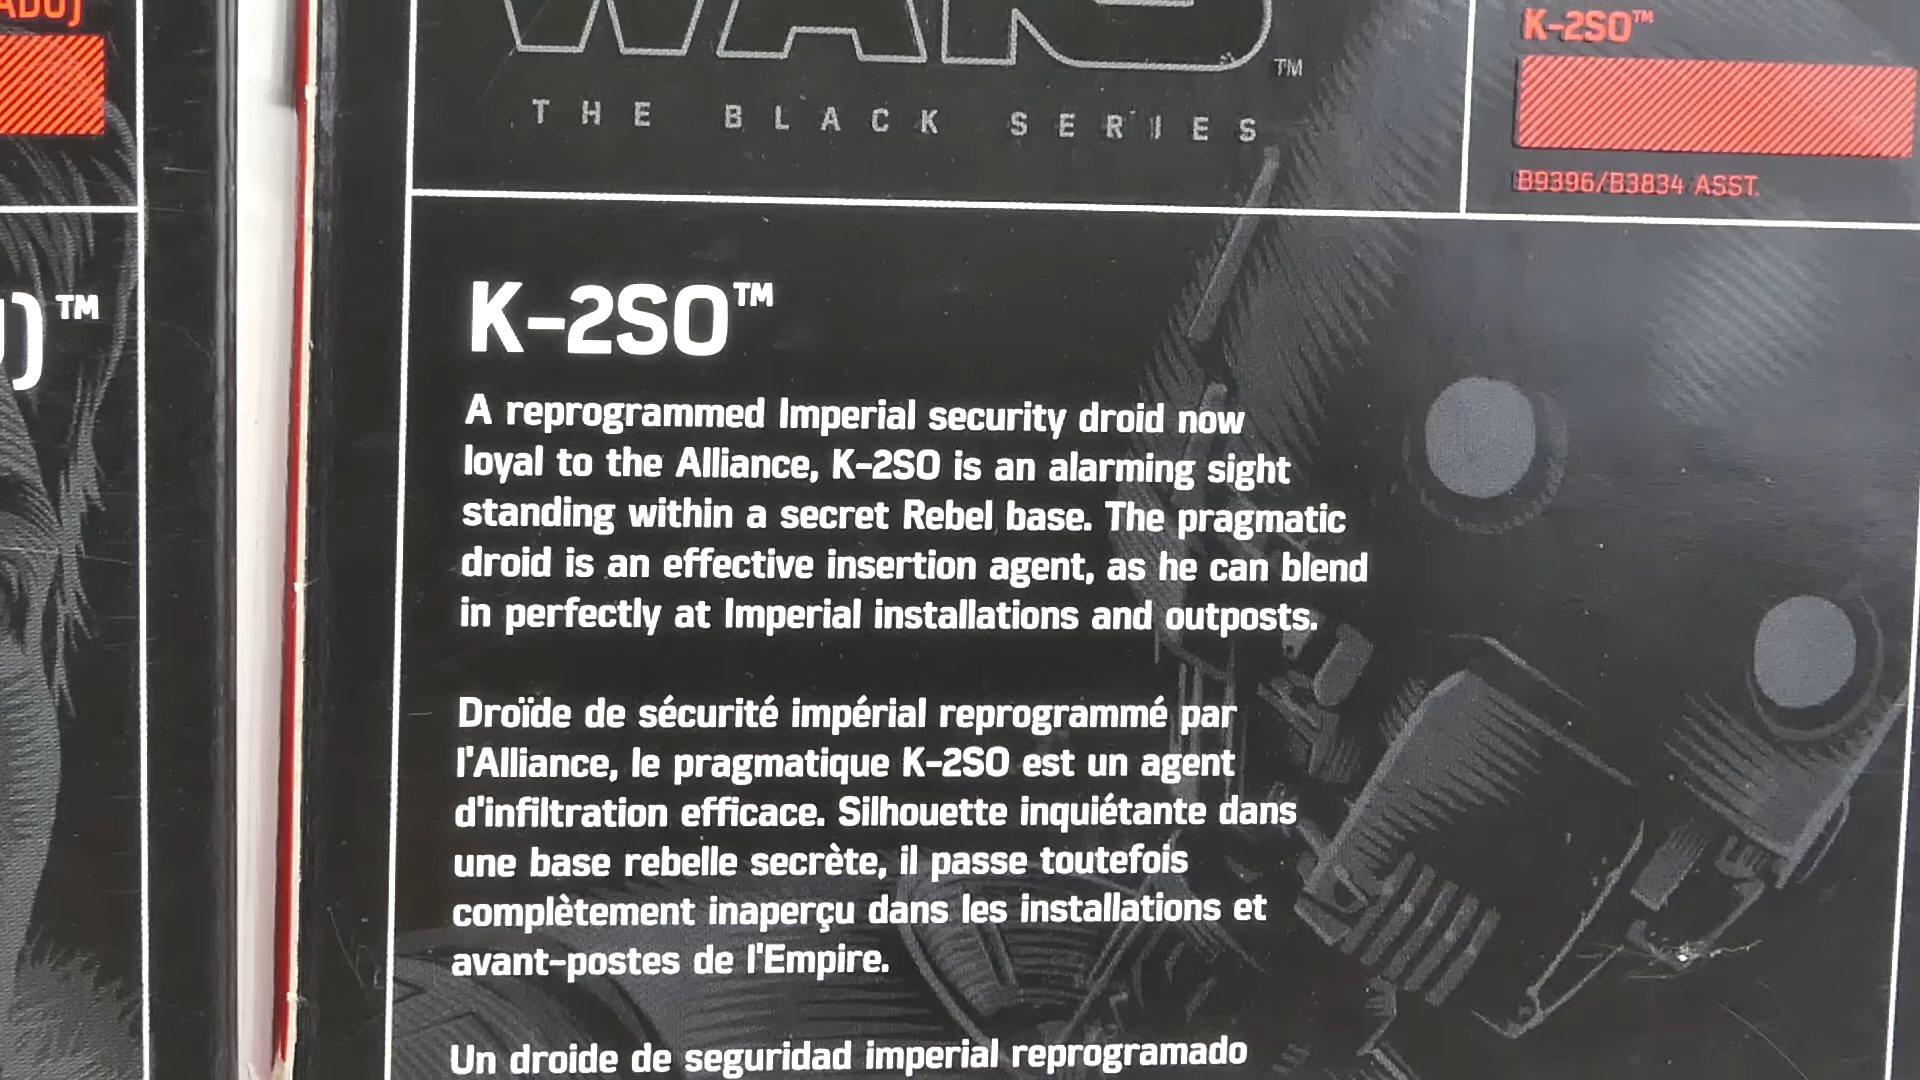 ADU)
WARS
TM
THE BLACK SERIES
K-2SO™
B9396/B3834 ASST.
)™
K-2SO™
A reprogrammed Imperial security droid now
loyal to the Alliance, K-2SO is an alarming sight
standing within a secret Rebel base. The pragmatic
droid is an effective insertion agent, as he can blend
in perfectly at Imperial installations and outposts.
Droïde de sécurité impérial reprogrammé par
l'Alliance, le pragmatique K-2SO est un agent
d'infiltration efficace. Silhouette inquiétante dans
une base rebelle secrète, il passe toutefois
complètement inaperçu dans les installations et
avant-postes de l'Empire.
Un droide de seguridad imperial reprogramado